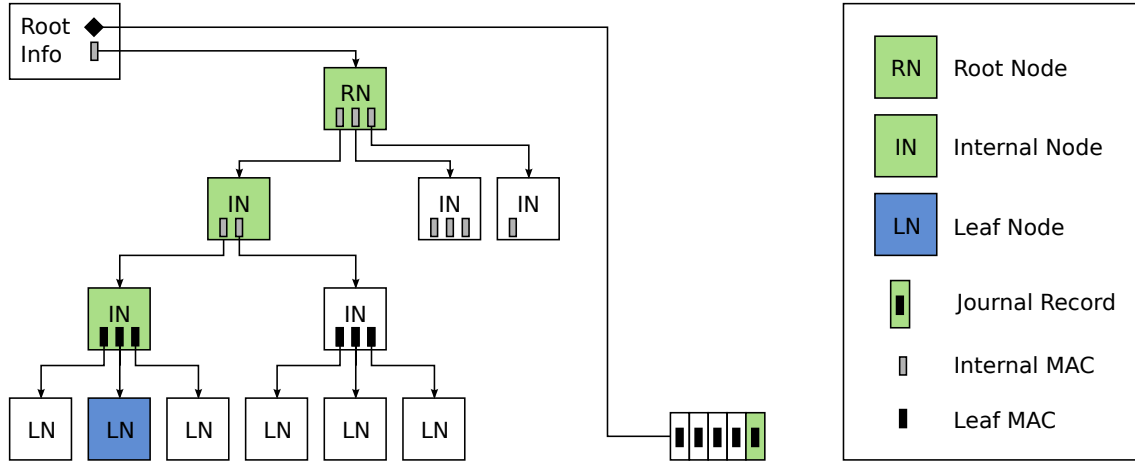 Root
Info
RN
IN
IN
IN
IN
IN
LN
LN
LN
LN
LN
LN
RN Root Node
IN Internal Node
LN Leaf Node
Journal Record
Internal MAC
Leaf MAC